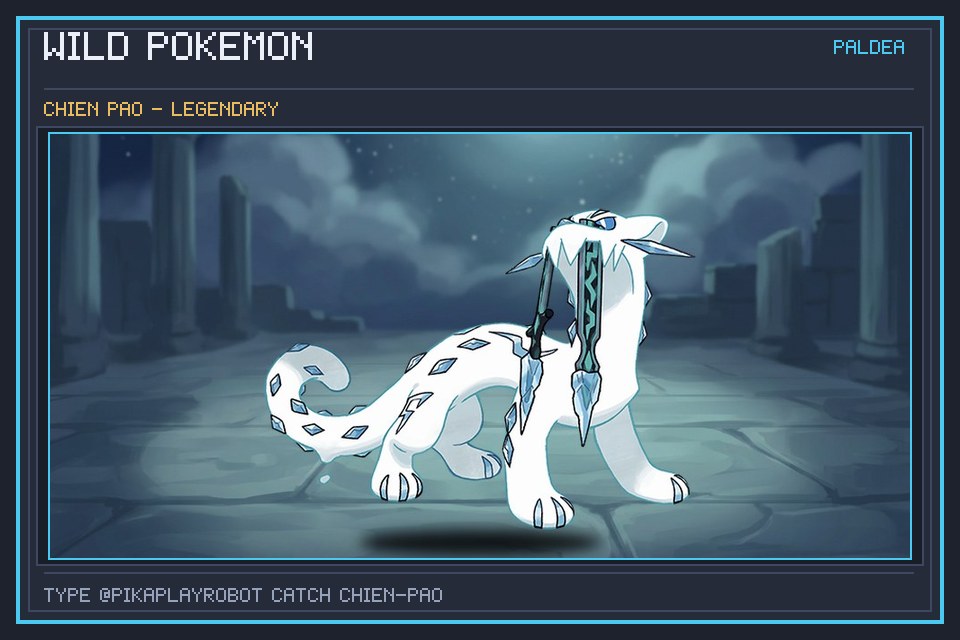 WILD POKEMON
PALDEA
CHIEN PAO - LEGENDARY
TYPE @PIKAPLAYROBOT CATCH CHIEN-PAO